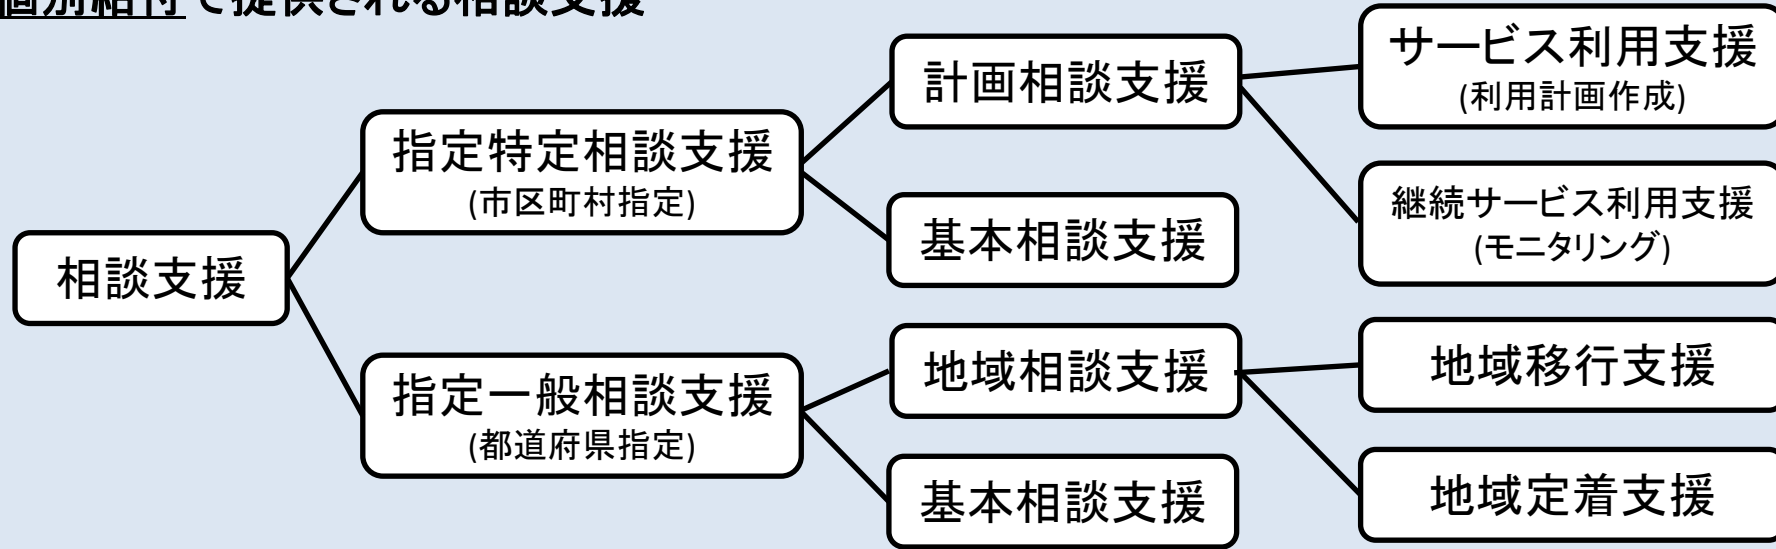 個別給付で提供される相談支援
相談支援
指定特定相談支援
(市区町村指定)
計画相談支援
サービス利用支援
(利用計画作成)
継続サービス利用支援
(モニタリング)
基本相談支援
指定一般相談支援
(都道府県指定)
地域相談支援
地域移行支援
地域定着支援
基本相談支援